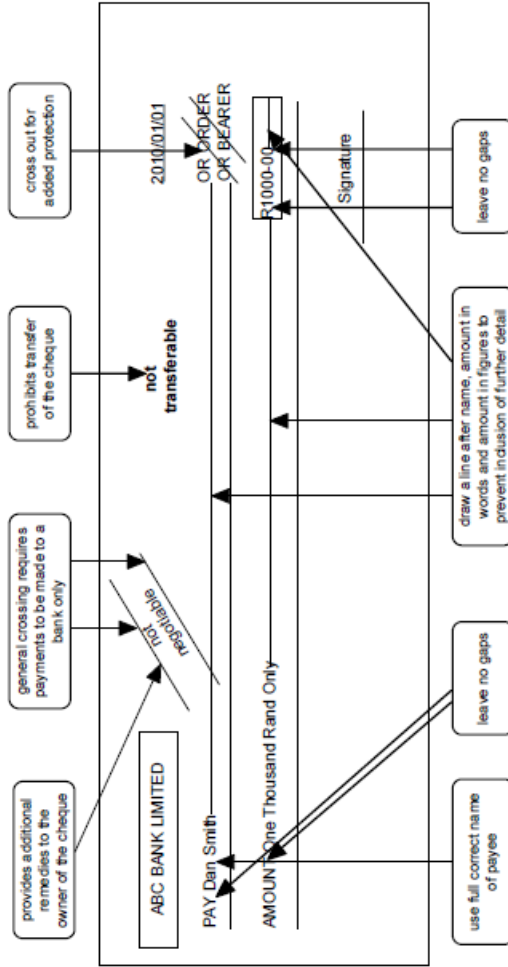 provides additional
remedies to the
owner of the cheque
general crossing requires
payments to be made to a
bank only
prohibits transfer
of the cheque
cross out for
added protection
ABC BANK LIMITED
not
negotiable
not
transferable
2010/01/01
PAY Dan Smith
OR ORDER
OR BEARER
AMOUNT One Thousand Rand Only
R1000-00
Signature
use full correct name
of payee
leave no gaps
draw a line after name, amount in
words and amount in figures to
prevent inclusion of further detail
leave no gaps